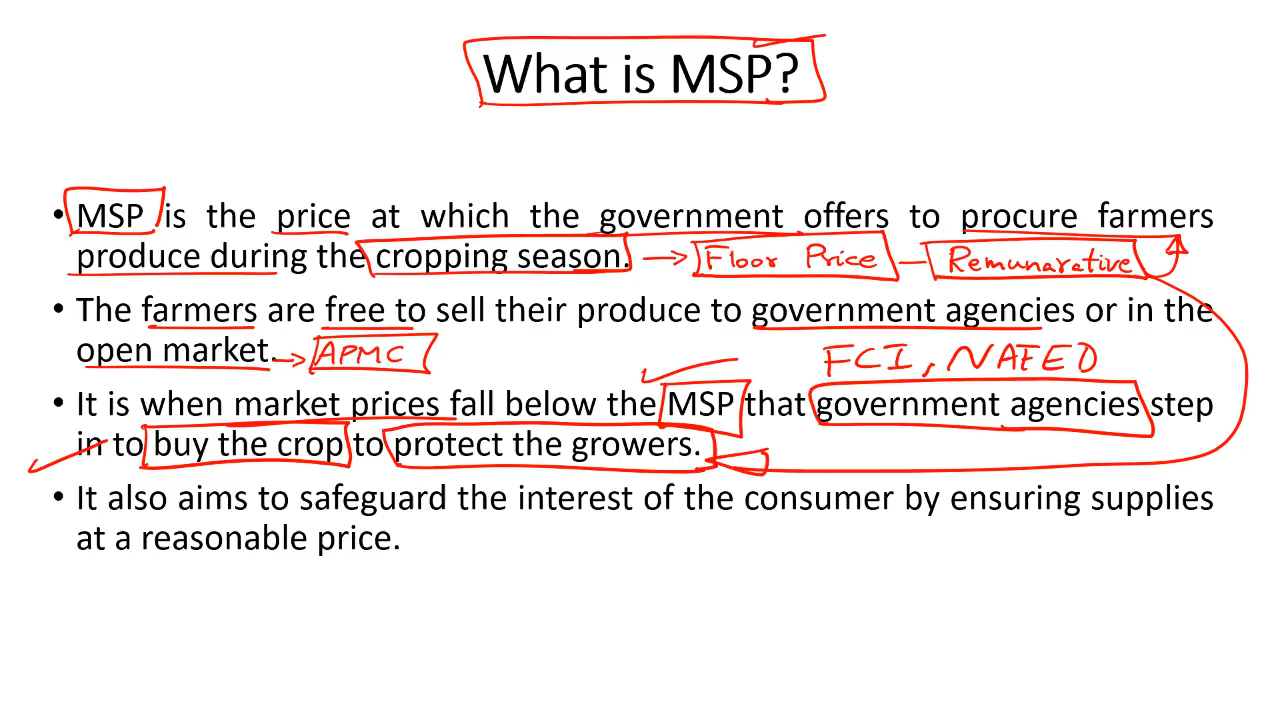 What is MSP?
• MSP is the price at which the government offers to procure farmers
produce during the cropping season. → Floor Price — Remunarative
• The farmers are free to sell their produce to government agencies or in the
open market. → APMC FCI, NAFED
• It is when market prices fall below the MSP that government agencies step
in to buy the crop to protect the growers.
• It also aims to safeguard the interest of the consumer by ensuring supplies
at a reasonable price.